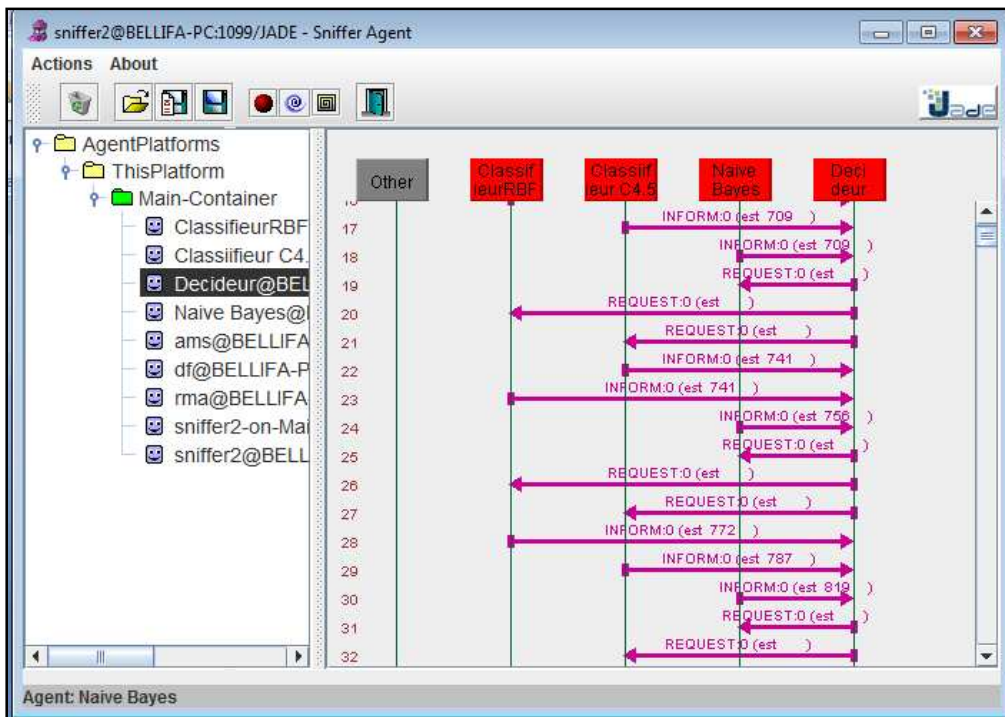 sniffer2@BELLIFA-PC:1099/JADE - Sniffer Agent
Actions About
Jade
AgentPlatforms
ThisPlatform
Main-Container
ClassifieurRBF
Classiifieur C4.
Decideur@BEL
Naive Bayes@
ams@BELLIFA
df@BELLIFA-P
rma@BELLIFA
sniffer2-on-Mai
sniffer2@BELL
Other
Classif
ieurRBF
Classiif
ieur C4.5
Naive
Bayes
Deci
deur
17 INFORM:0 (est 709 )
18 INFORM:0 (est 709 )
19 REQUEST:0 (est )
20 REQUEST:0 (est )
21 REQUEST:0 (est )
22 INFORM:0 (est 741 )
23 INFORM:0 (est 741 )
24 INFORM:0 (est 756 )
25 REQUEST:0 (est )
26 REQUEST:0 (est )
27 REQUEST:0 (est )
28 INFORM:0 (est 772 )
29 INFORM:0 (est 787 )
30 INFORM:0 (est 819 )
31 REQUEST:0 (est )
32 REQUEST:0 (est )
Agent: Naive Bayes